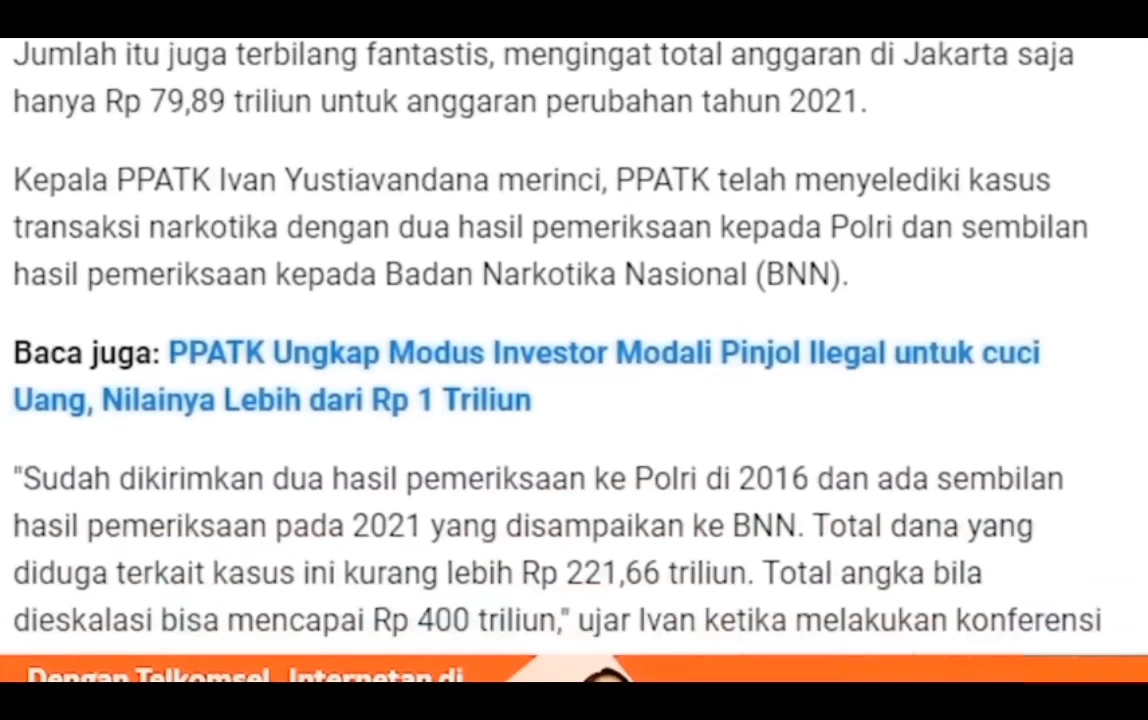 Jumlah itu juga terbilang fantastis, mengingat total anggaran di Jakarta saja
hanya Rp 79,89 triliun untuk anggaran perubahan tahun 2021.
Kepala PPATK Ivan Yustiavandana merinci, PPATK telah menyelediki kasus
transaksi narkotika dengan dua hasil pemeriksaan kepada Polri dan sembilan
hasil pemeriksaan kepada Badan Narkotika Nasional (BNN).
Baca juga: PPATK Ungkap Modus Investor Modali Pinjol Ilegal untuk cuci
Uang, Nilainya Lebih dari Rp 1 Triliun
"Sudah dikirimkan dua hasil pemeriksaan ke Polri di 2016 dan ada sembilan
hasil pemeriksaan pada 2021 yang disampaikan ke BNN. Total dana yang
diduga terkait kasus ini kurang lebih Rp 221,66 triliun. Total angka bila
dieskalasi bisa mencapai Rp 400 triliun," ujar Ivan ketika melakukan konferensi
Dengan Telkomsel, Internetan di